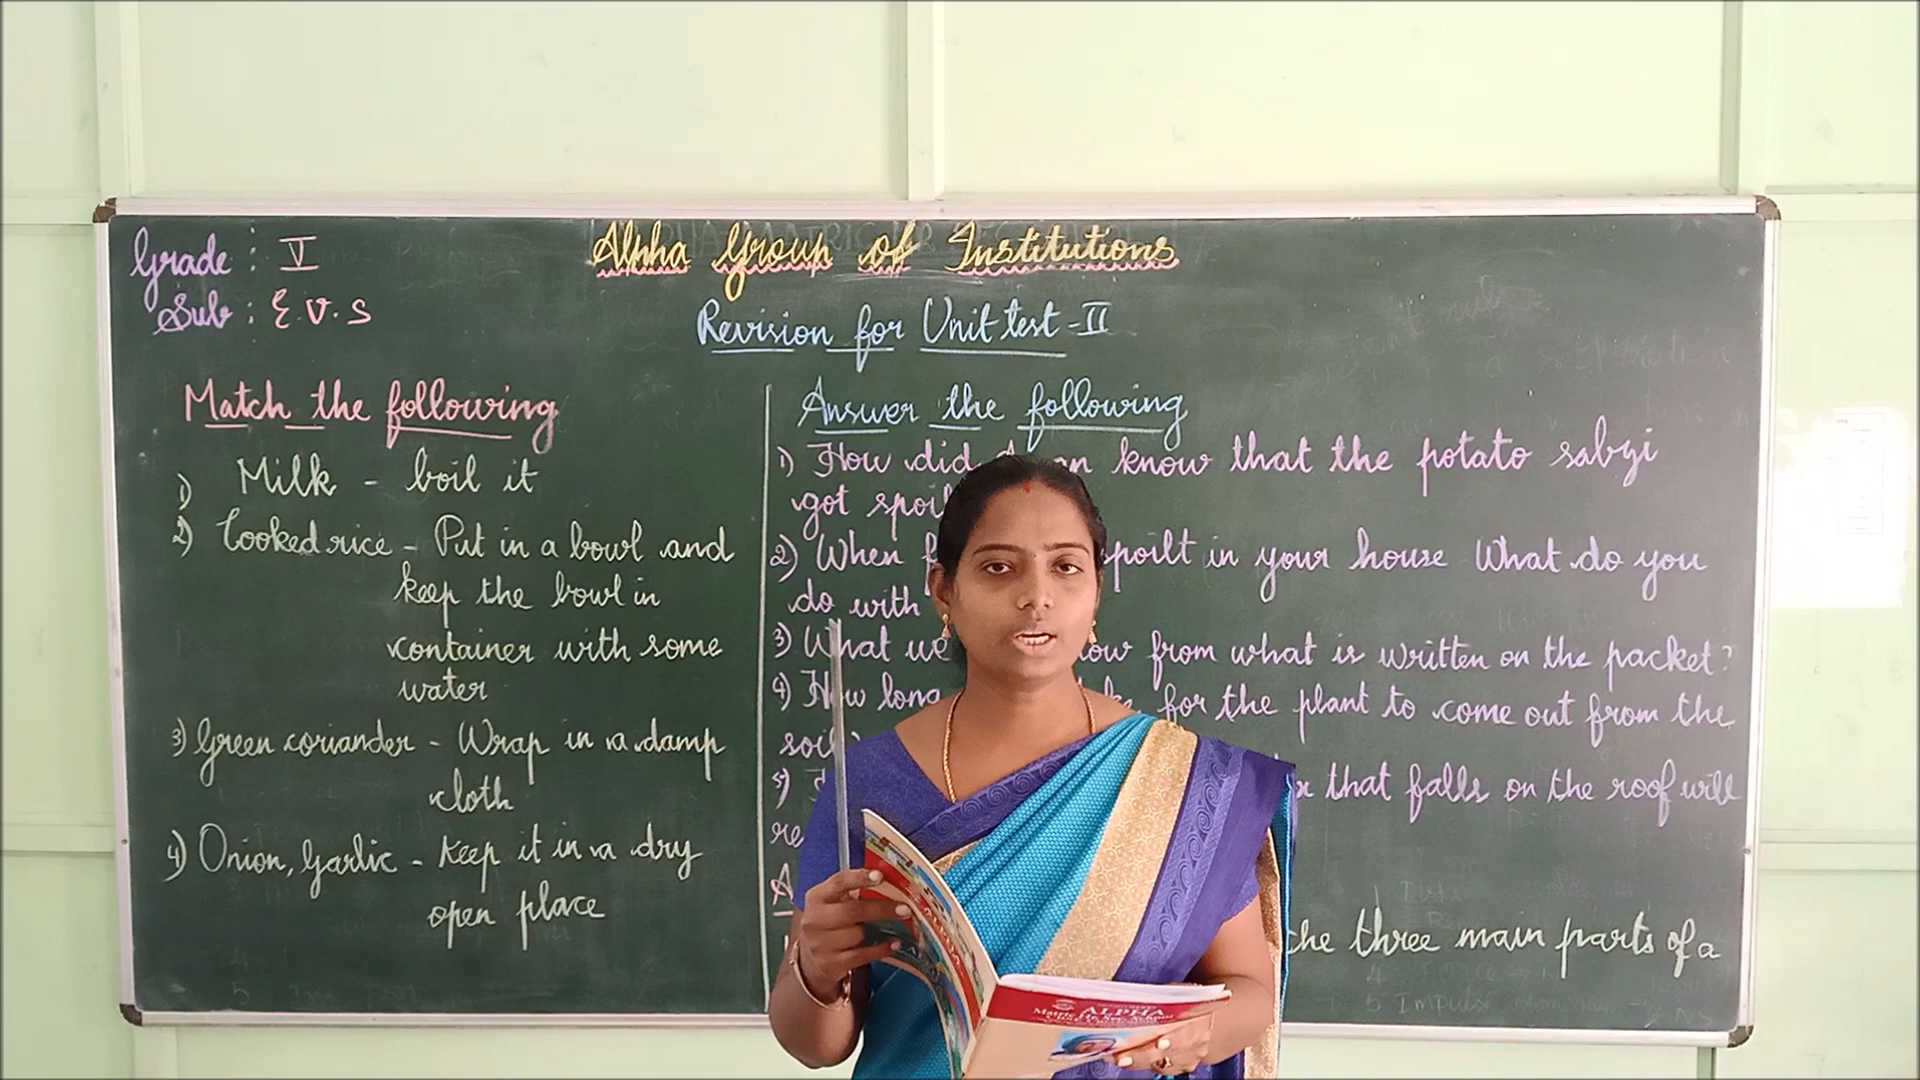 Grade : V
Sub : E.V.S
Alpha Group of Institutions
Revision for Unit test - II
Match the following
1) Milk - boil it
2) Cooked rice - Put in a bowl and
keep the bowl in
container with some
water
3) Green coriander - Wrap in a damp
cloth
4) Onion, Garlic - Keep it in a dry
open place
Answer the following
1) How did know that the potato sabzi
got
2) When spoilt in your house What do you
do with
3) What we from what is written on the packet?
4) How long for the plant to come out from the
5) that falls on the roof will
the three main parts of a
ALPHA